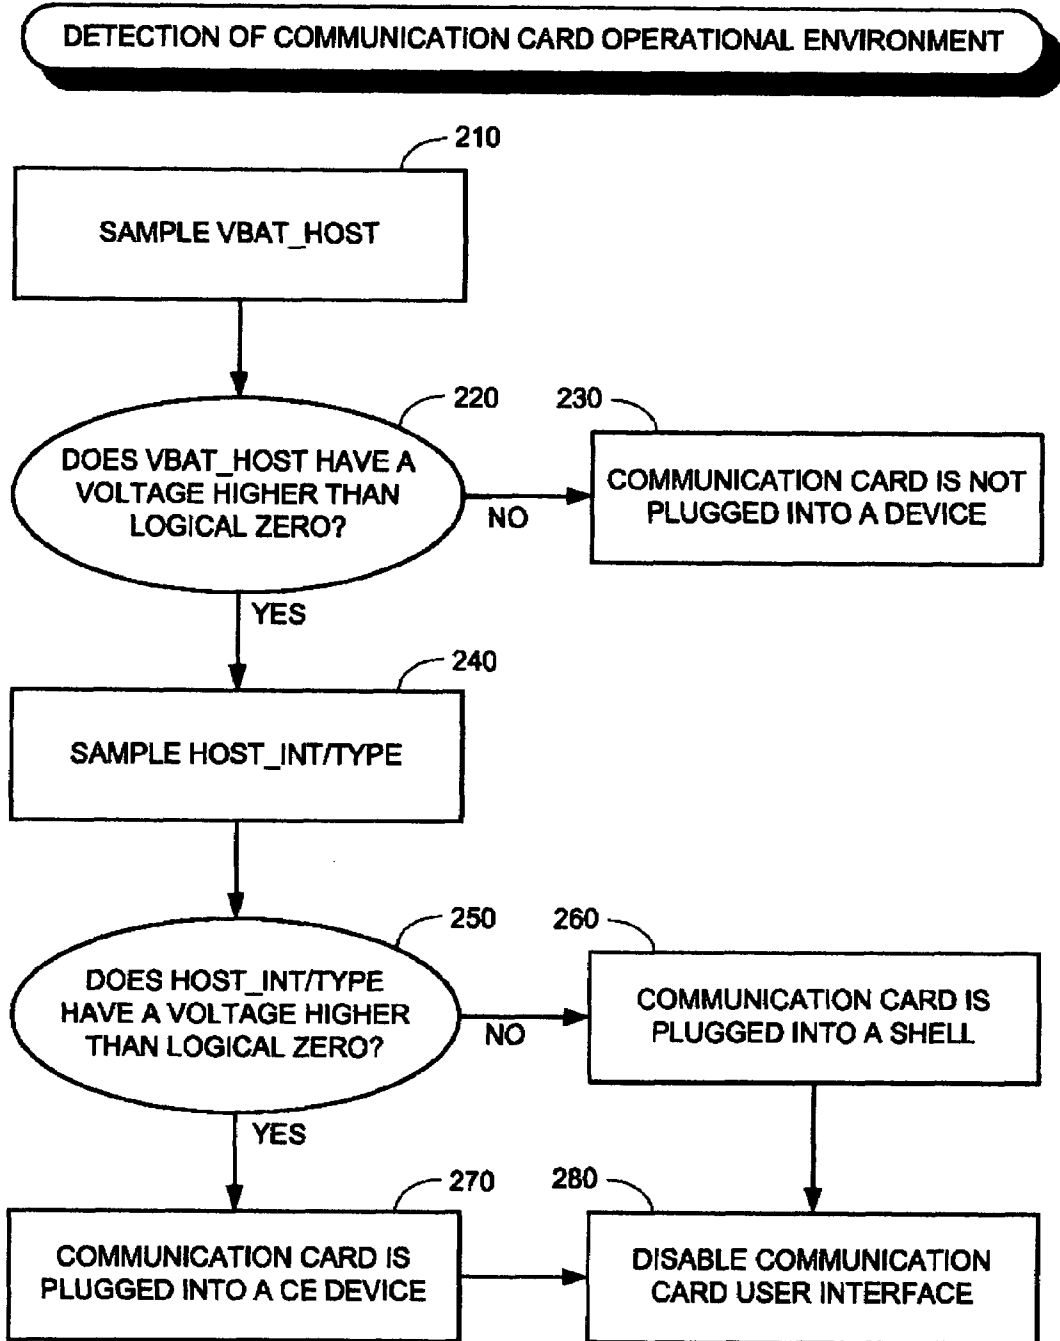 DETECTION OF COMMUNICATION CARD OPERATIONAL ENVIRONMENT
210
SAMPLE VBAT_HOST
220
DOES VBAT_HOST HAVE A
VOLTAGE HIGHER THAN
LOGICAL ZERO?
NO
230
COMMUNICATION CARD IS NOT
PLUGGED INTO A DEVICE
YES
240
SAMPLE HOST_INT/TYPE
250
DOES HOST_INT/TYPE
HAVE A VOLTAGE HIGHER
THAN LOGICAL ZERO?
NO
260
COMMUNICATION CARD IS
PLUGGED INTO A SHELL
YES
270
COMMUNICATION CARD IS
PLUGGED INTO A CE DEVICE
280
DISABLE COMMUNICATION
CARD USER INTERFACE